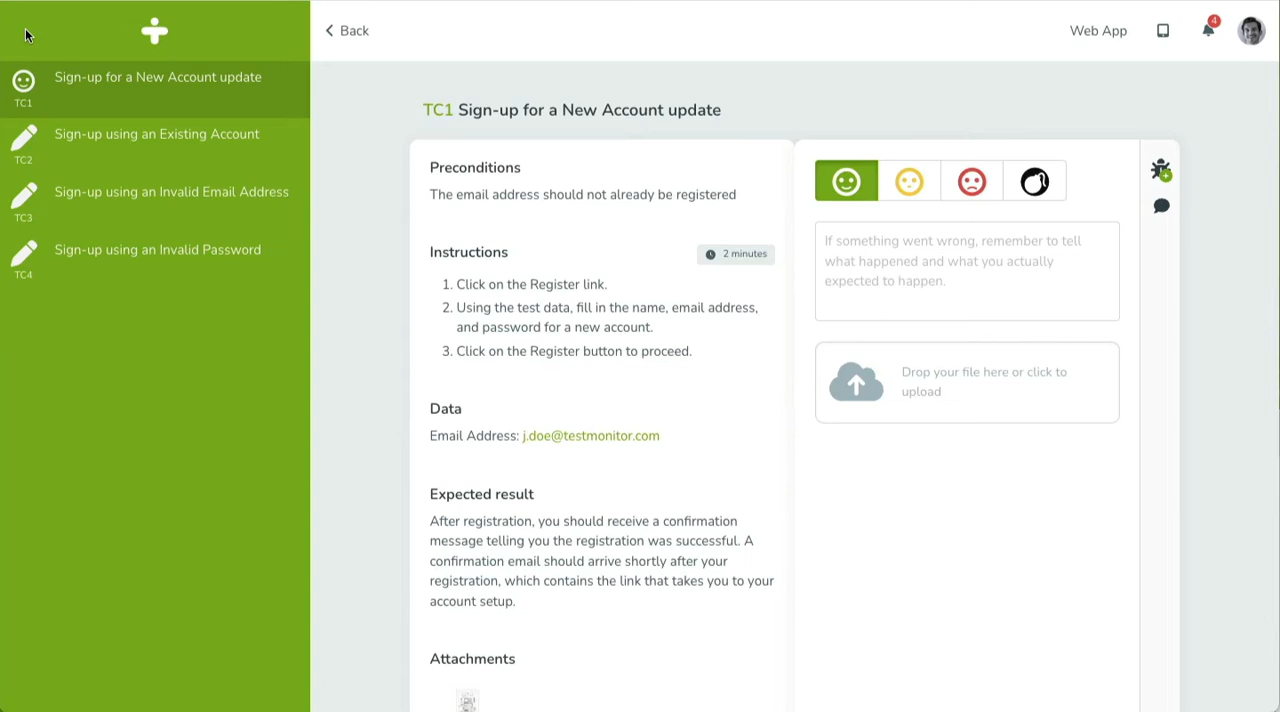 Back
Web App
4
Sign-up for a New Account update
TC1
Sign-up using an Existing Account
TC2
Sign-up using an Invalid Email Address
TC3
Sign-up using an Invalid Password
TC4
TC1 Sign-up for a New Account update
Preconditions
The email address should not already be registered
Instructions
2 minutes
1. Click on the Register link.
2. Using the test data, fill in the name, email address,
and password for a new account.
3. Click on the Register button to proceed.
Data
Email Address: j.doe@testmonitor.com
Expected result
After registration, you should receive a confirmation
message telling you the registration was successful. A
confirmation email should arrive shortly after your
registration, which contains the link that takes you to your
account setup.
Attachments
If something went wrong, remember to tell
what happened and what you actually
expected to happen.
Drop your file here or click to
upload